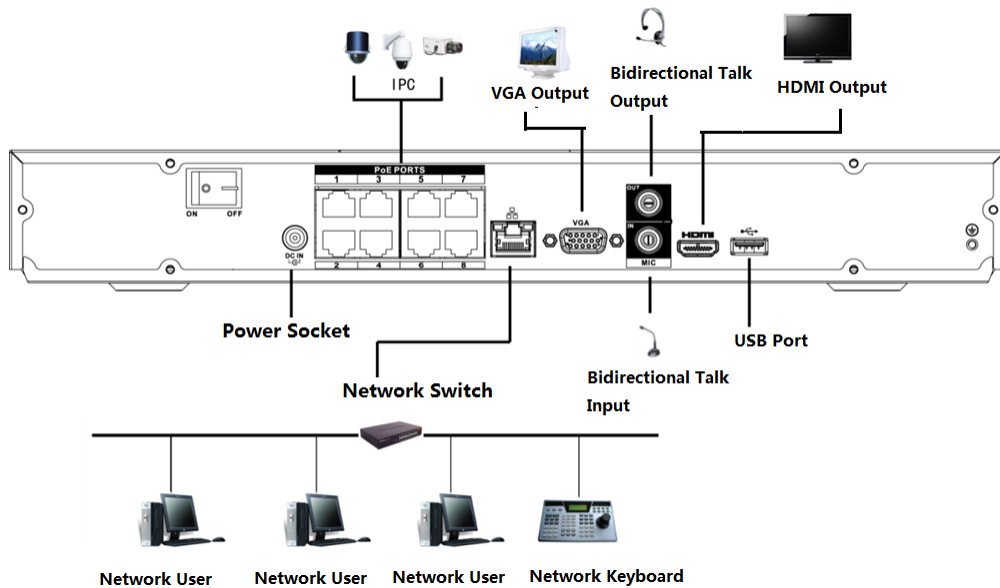 IPC
VGA Output
Bidirectional Talk
Output
HDMI Output
PoE PORTS
1 3 5 7
ON OFF
DC IN
2 4 6 8
VGA
OUT
IN
MIC
HDMI
Power Socket
Network Switch
Bidirectional Talk
Input
USB Port
Network User
Network User
Network User
Network Keyboard